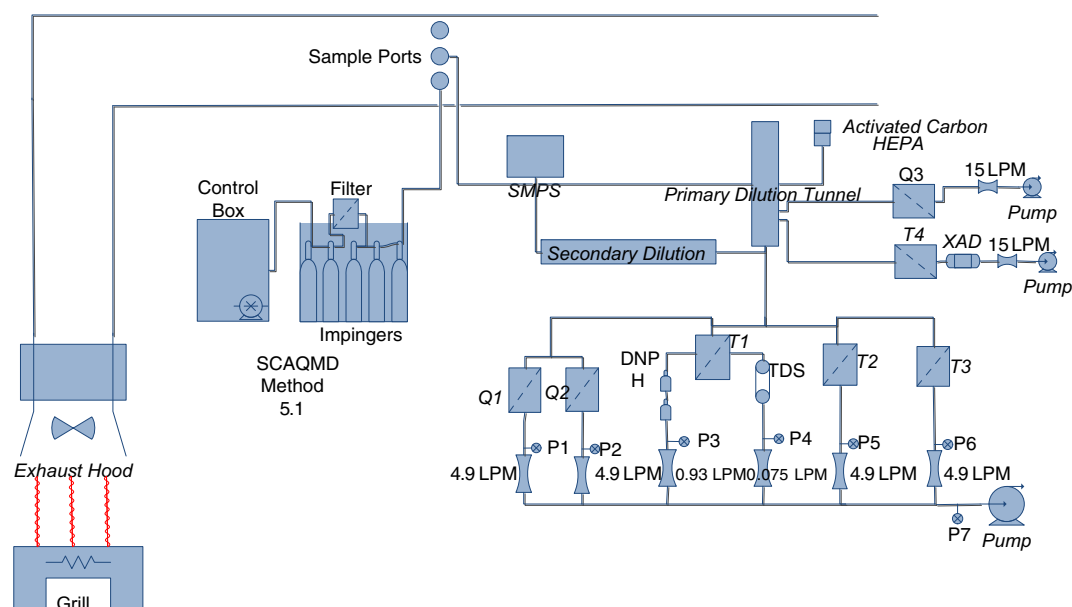 Sample Ports
Activated Carbon
HEPA
SMPS
Primary Dilution Tunnel
Q3
15 LPM
Pump
Control
Box
Filter
T4
XAD
15 LPM
Pump
Secondary Dilution
Impingers
SCAQMD
Method
5.1
T1
DNP
H
TDS
T2
T3
Q1
Q2
P1
P2
P3
P4
P5
P6
4.9 LPM
4.9 LPM
0.93 LPM
0.075 LPM
4.9 LPM
4.9 LPM
P7
Pump
Exhaust Hood
Grill